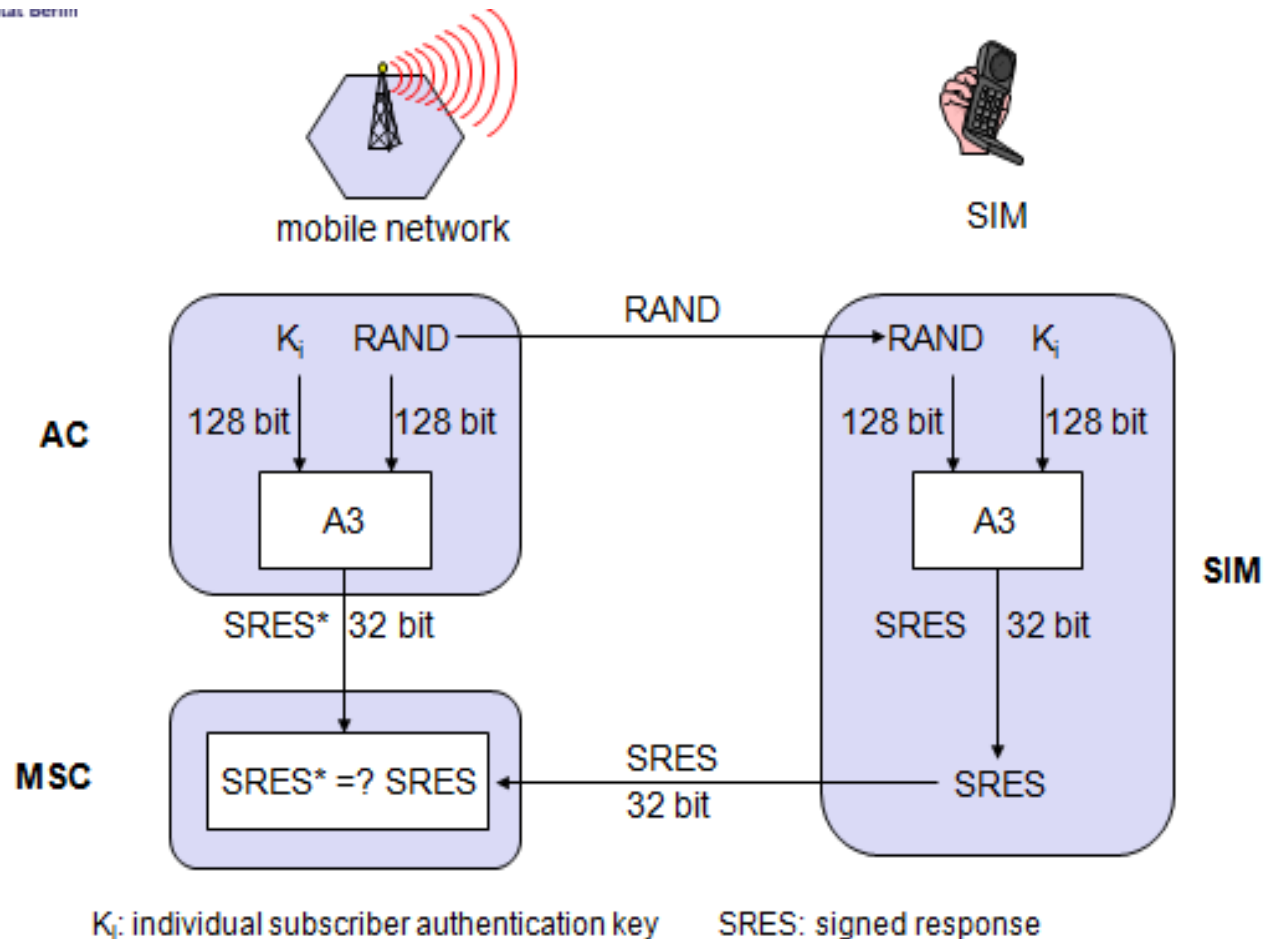 mobile network
SIM
RAND
Ki RAND
RAND Ki
128 bit 128 bit
128 bit 128 bit
AC
A3
A3
SIM
SRES* 32 bit
SRES 32 bit
MSC
SRES* =? SRES
SRES
32 bit
SRES
Ki: individual subscriber authentication key SRES: signed response